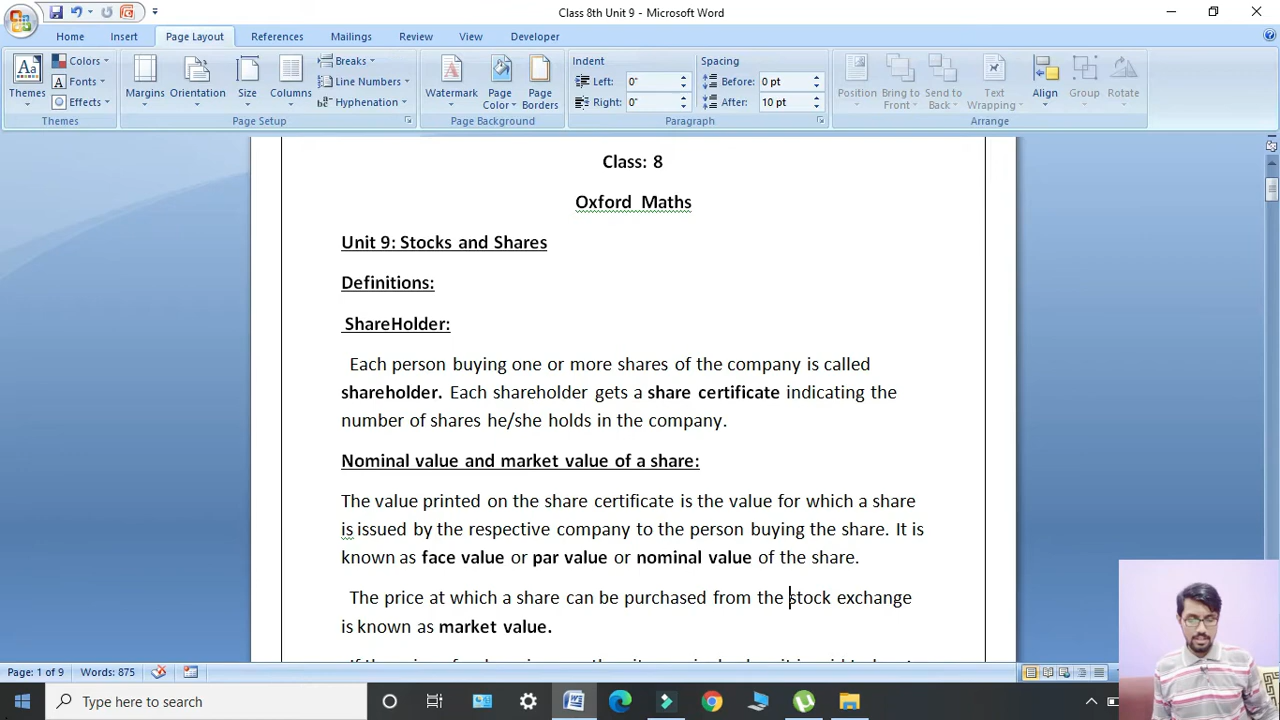 Class 8th Unit 9 - Microsoft Word
Home Insert Page Layout References Mailings Review View Developer
Themes Colors Fonts Effects Margins Orientation Size Columns Breaks Line Numbers Hyphenation Watermark Page Color Page Borders Indent Left: 0" Right: 0" Spacing Before: 0 pt After: 10 pt Position Bring to Front Send to Back Text Wrapping Align Group Rotate
Themes Page Setup Page Background Paragraph Arrange
Class: 8
Oxford Maths
Unit 9: Stocks and Shares
Definitions:
ShareHolder:
Each person buying one or more shares of the company is called
shareholder. Each shareholder gets a share certificate indicating the
number of shares he/she holds in the company.
Nominal value and market value of a share:
The value printed on the share certificate is the value for which a share
is issued by the respective company to the person buying the share. It is
known as face value or par value or nominal value of the share.
The price at which a share can be purchased from the stock exchange
is known as market value.
Page: 1 of 9 Words: 875
Type here to search